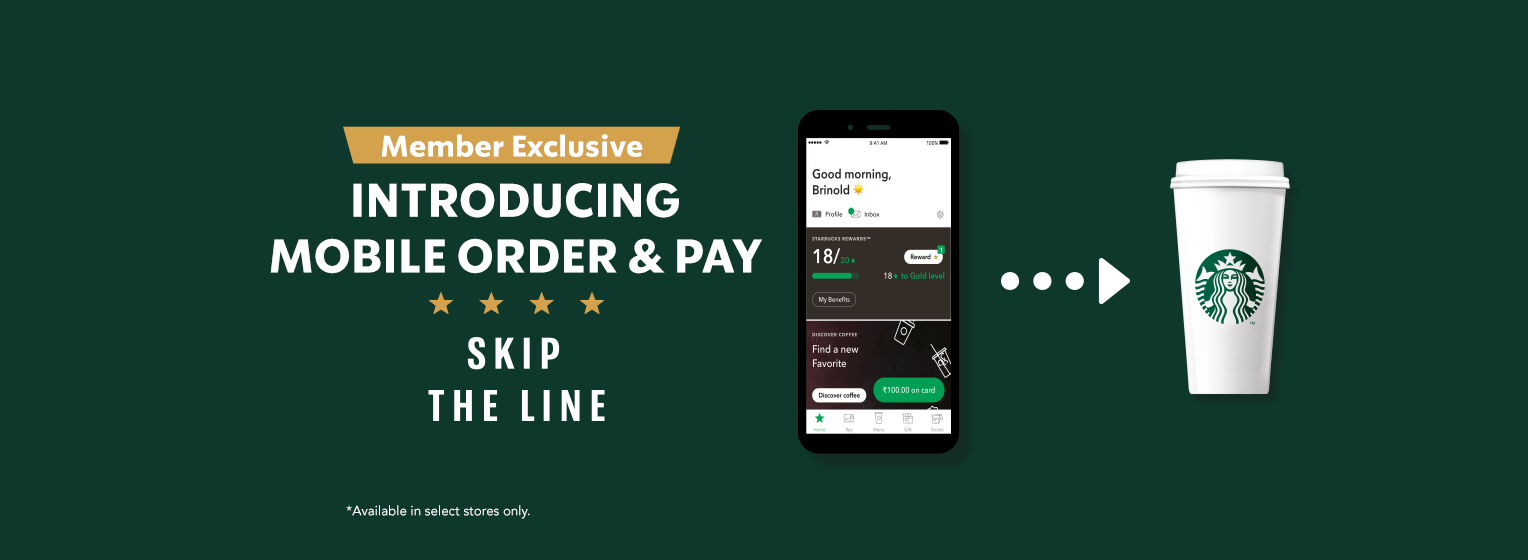 Member Exclusive
INTRODUCING
MOBILE ORDER & PAY
SKIP
THE LINE
*Available in select stores only.
9:41 AM
100%
Good morning,
Brinold
Profile
Inbox
STARBUCKS REWARDS™
18/20★
Reward
1
18★ to Gold level
My Benefits
DISCOVER COFFEE
Find a new
Favorite
₹100.00 on card
Discover coffee
Home Pay Menu Gift Stores
TM